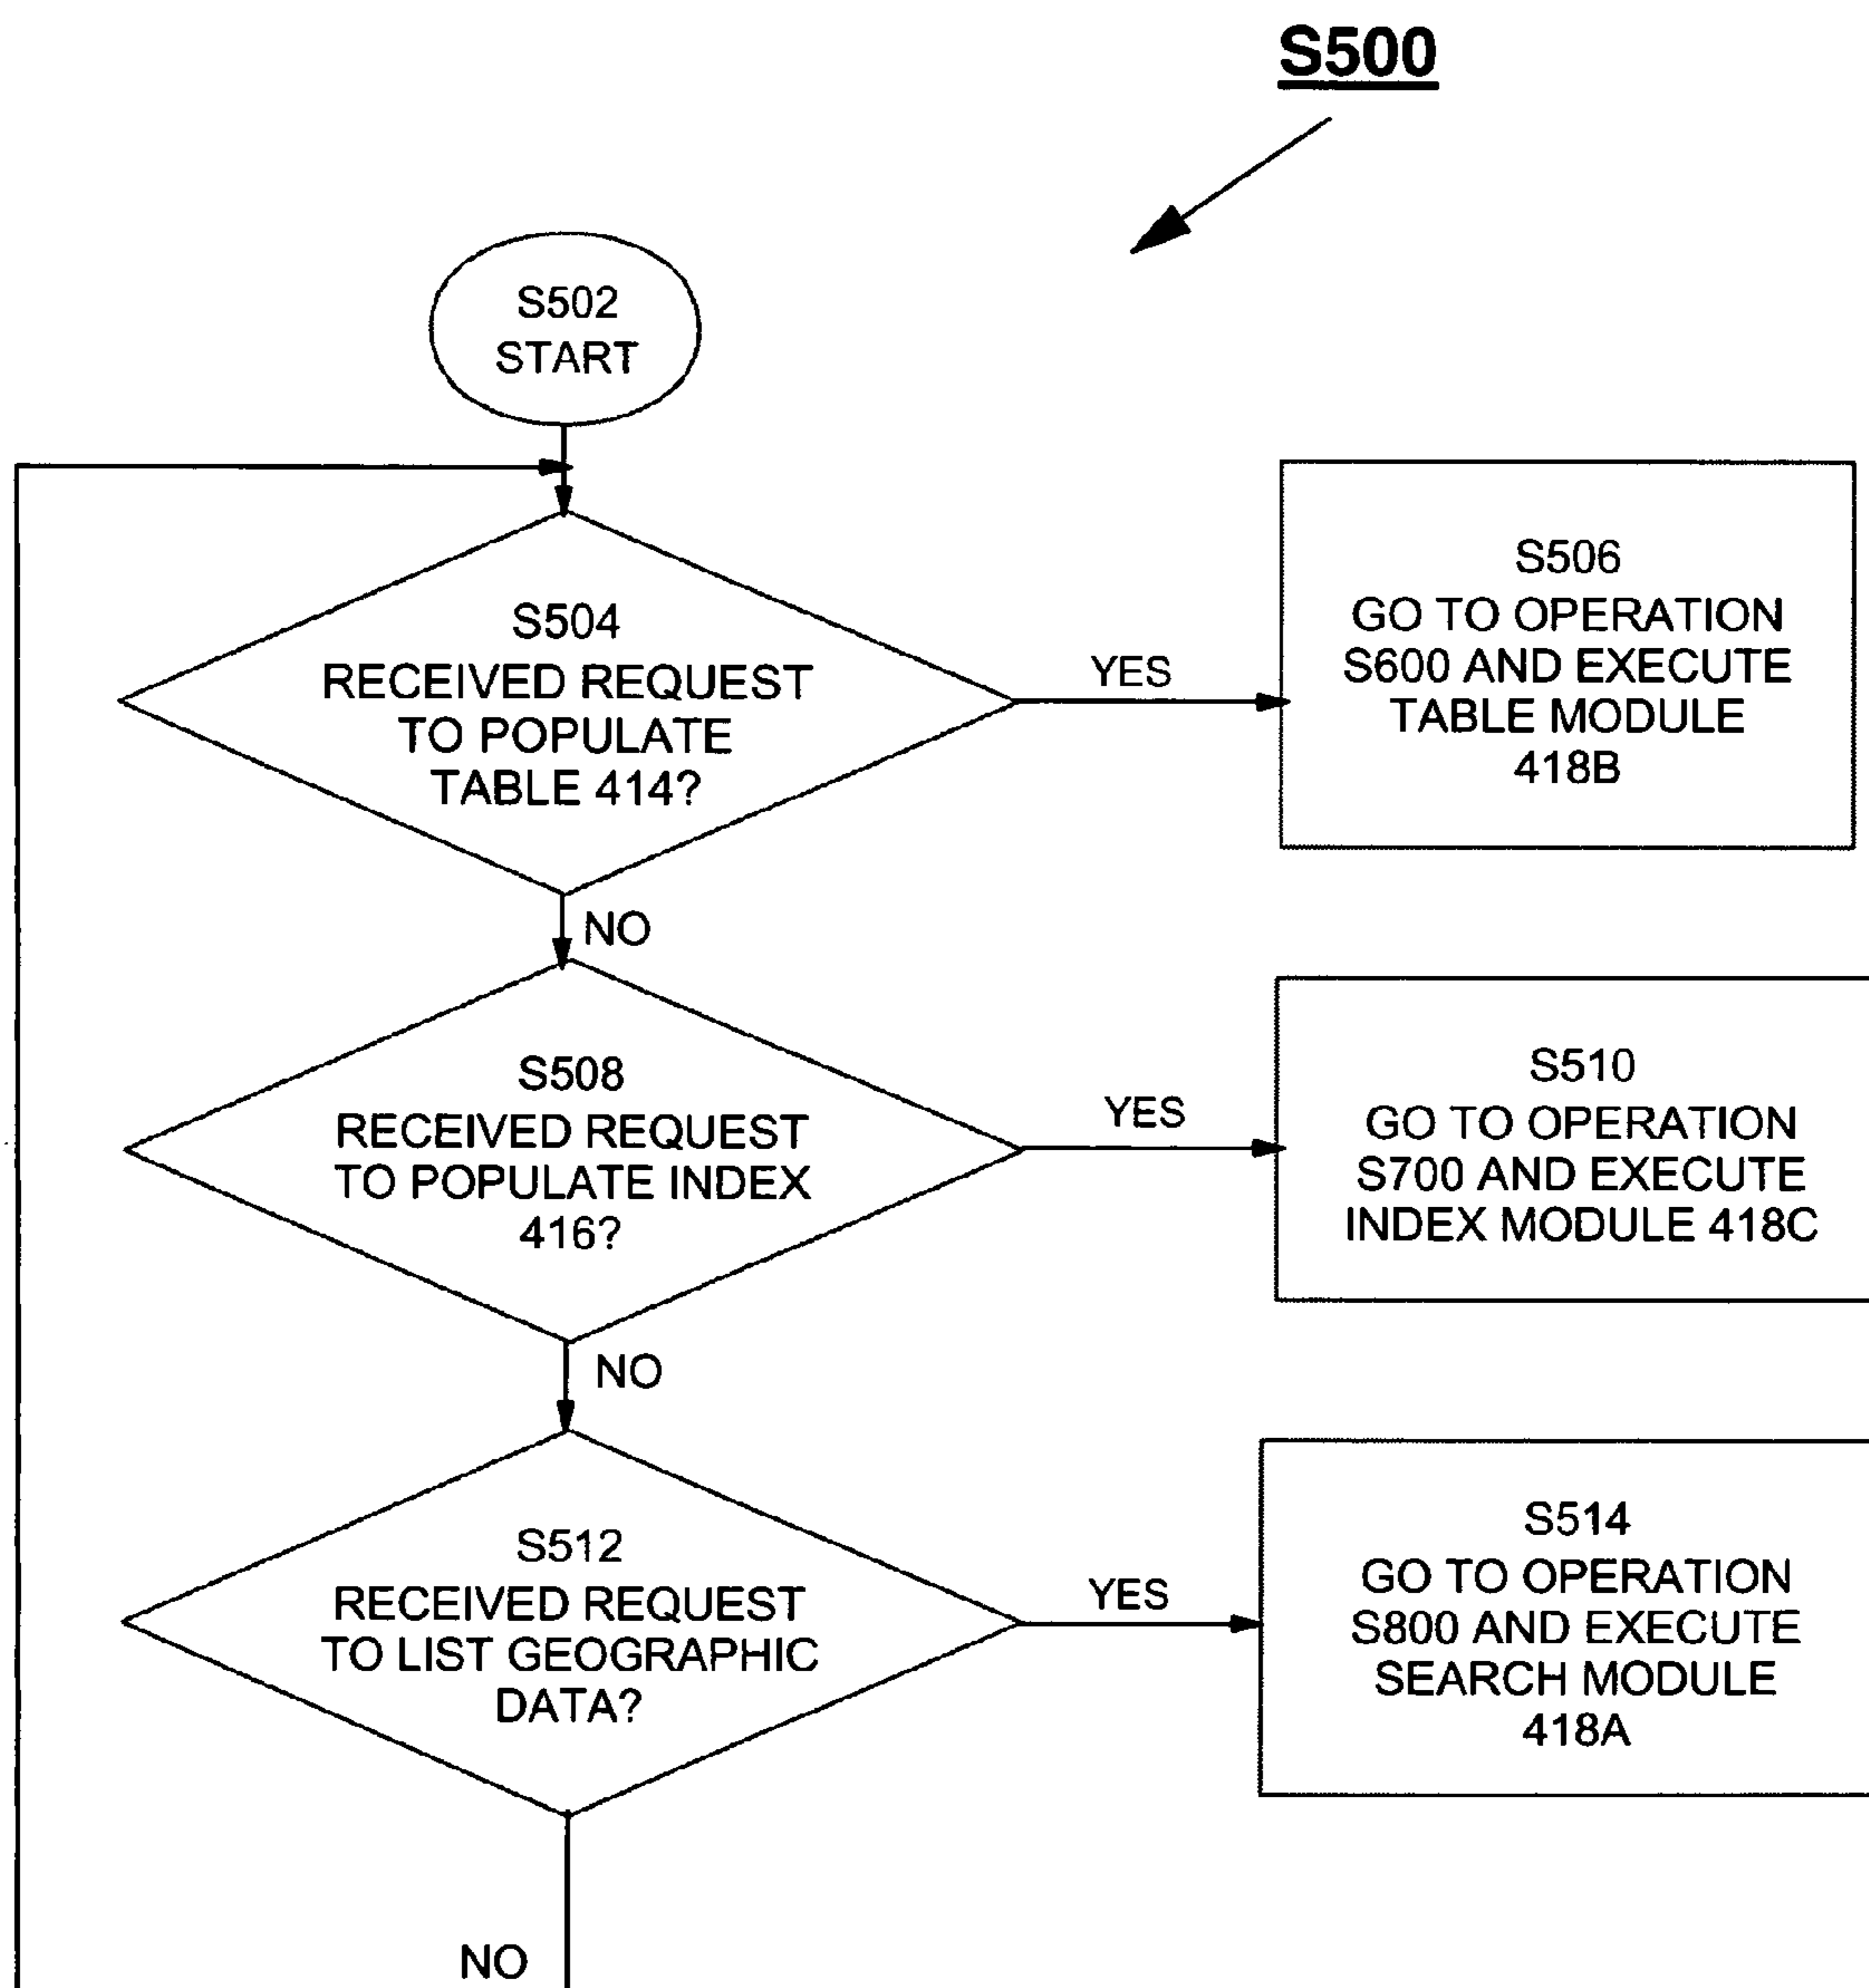 S500
S502
START
S504
RECEIVED REQUEST
TO POPULATE
TABLE 414?
YES
S506
GO TO OPERATION
S600 AND EXECUTE
TABLE MODULE
418B
NO
S508
RECEIVED REQUEST
TO POPULATE INDEX
416?
YES
S510
GO TO OPERATION
S700 AND EXECUTE
INDEX MODULE 418C
NO
S512
RECEIVED REQUEST
TO LIST GEOGRAPHIC
DATA?
YES
S514
GO TO OPERATION
S800 AND EXECUTE
SEARCH MODULE
418A
NO